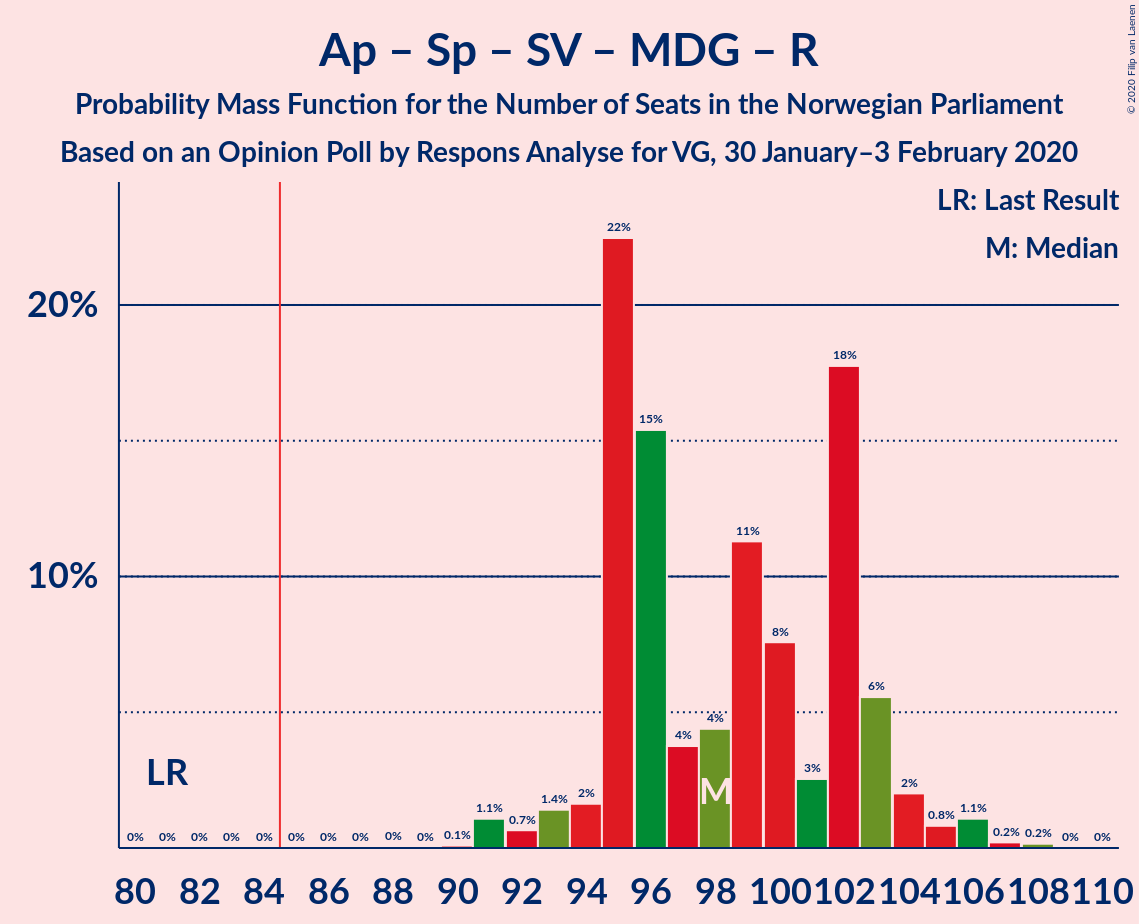 Ap – Sp – SV – MDG – R
Probability Mass Function for the Number of Seats in the Norwegian Parliament
Based on an Opinion Poll by Respons Analyse for VG, 30 January–3 February 2020
© 2020 Filip van Laenen
LR: Last Result
M: Median
20%
10%
22%
15%
18%
11%
8%
6%
4%
4%
3%
2%
2%
1.4%
1.1%
0.7%
0.8%
1.1%
0.1%
0.2%
0.2%
0% 0% 0% 0% 0% 0% 0% 0% 0% 0% 0% 0%
LR
M
80 82 84 86 88 90 92 94 96 98 100 102 104 106 108 110